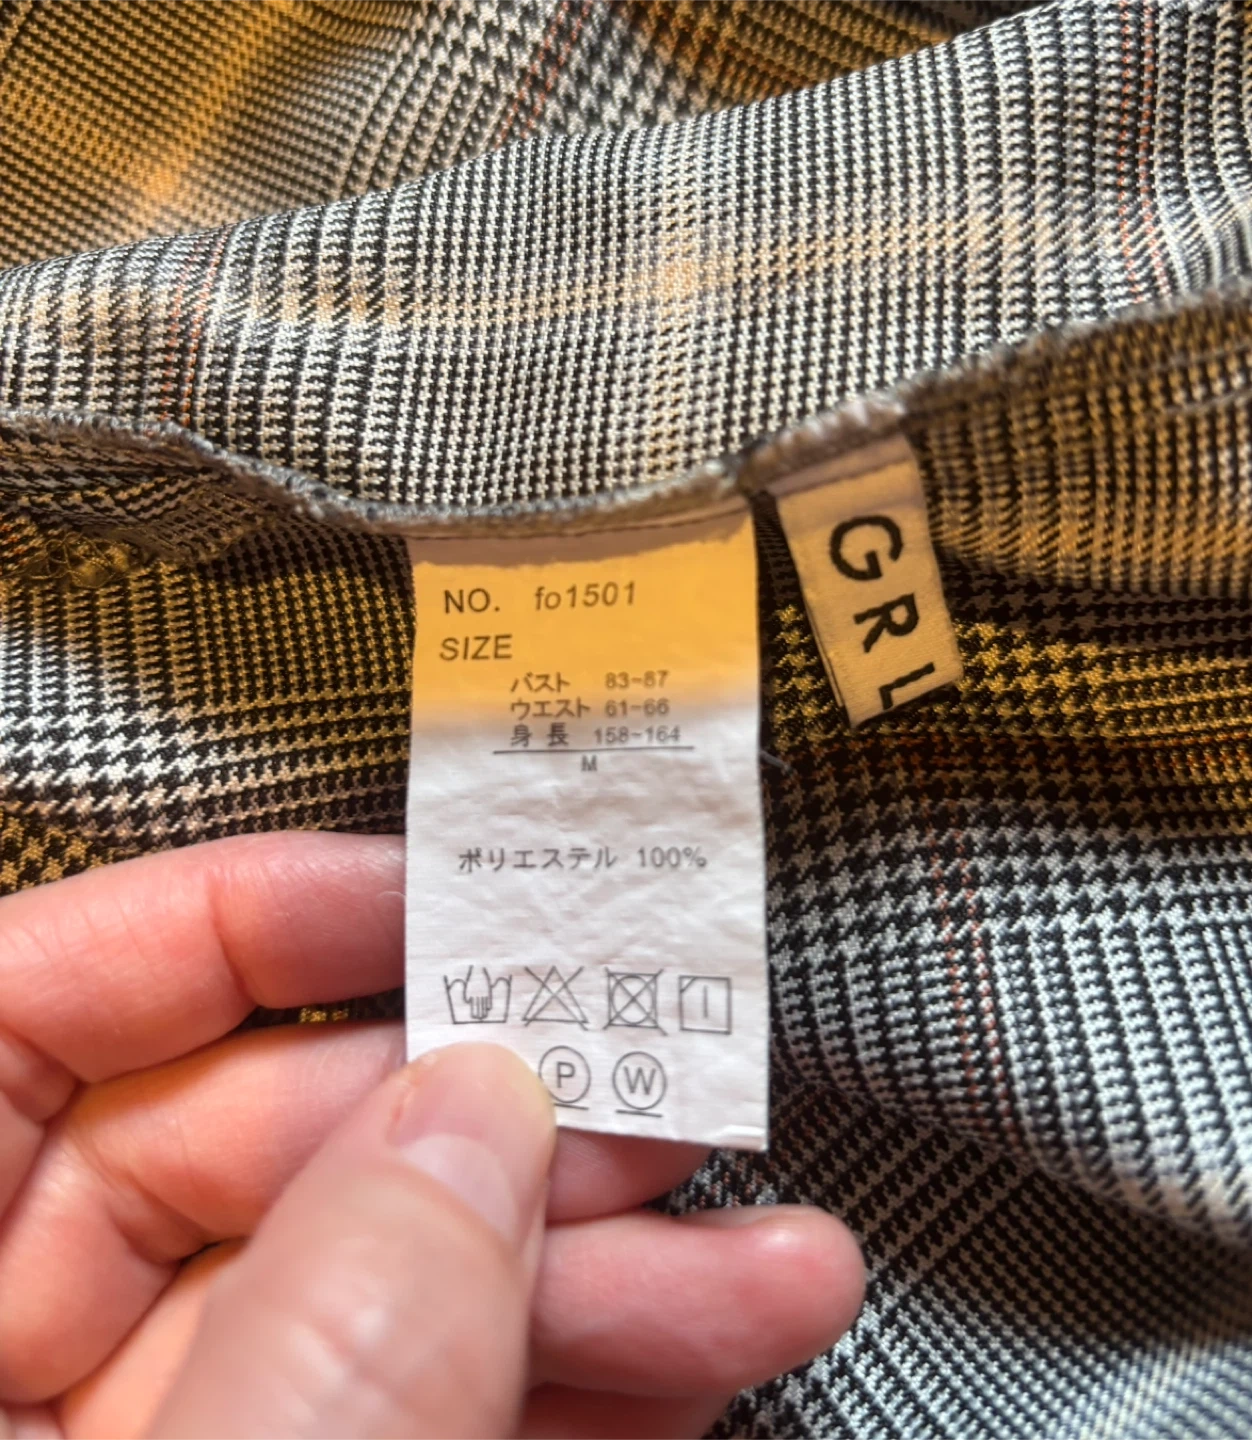 NO. fo1501
SIZE
バスト 83-87
ウエスト 61-66
身長 158-164
M
ポリエステル 100%
P W
GRL